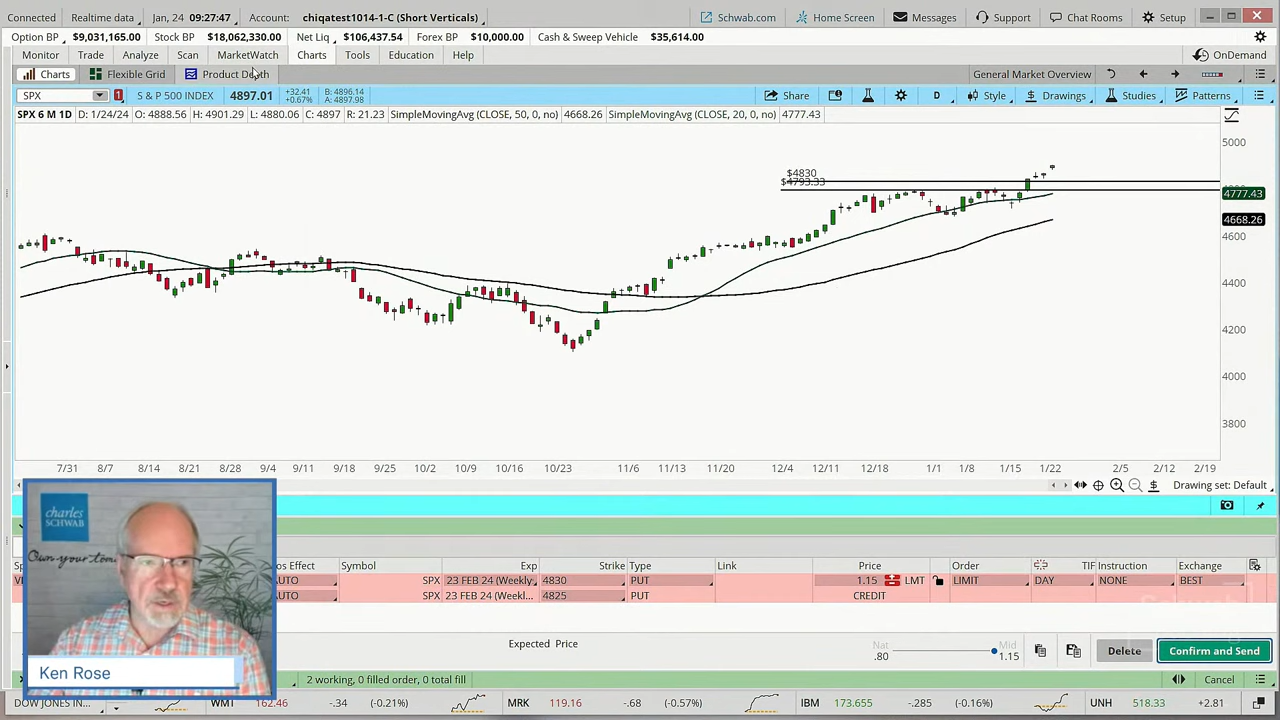 Connected Realtime data Jan, 24 09:27:47 Account: chiqatest1014-1-C (Short Verticals) Schwab.com Home Screen Messages Support Chat Rooms Setup
Option BP $9,031,165.00 Stock BP $18,062,330.00 Net Liq $106,437.54 Forex BP $10,000.00 Cash & Sweep Vehicle $35,614.00
Monitor Trade Analyze Scan MarketWatch Charts Tools Education Help OnDemand
Charts Flexible Grid Product Depth General Market Overview
SPX 1 S & P 500 INDEX 4897.01 +32.41 +0.67% B: 4896.14 A: 4897.98 Share D Style Drawings Studies Patterns
SPX 6 M 1D D: 1/24/24 O: 4888.56 H: 4901.29 L: 4880.06 C: 4897 R: 21.23 SimpleMovingAvg (CLOSE, 50, 0, no) 4668.26 SimpleMovingAvg (CLOSE, 20, 0, no) 4777.43
5000
$4830
$4793.33
4777.43
4668.26
4600
4400
4200
4000
3800
7/31 8/7 8/14 8/21 8/28 9/4 9/11 9/18 9/25 10/2 10/9 10/16 10/23 11/6 11/13 11/20 12/4 12/11 12/18 1/1 1/8 1/15 1/22 2/5 2/12 2/19
Drawing set: Default
charles
SCHWAB
Own your
os Effect Symbol Exp Strike Type Link Price Order TIF Instruction Exchange
AUTO SPX 23 FEB 24 (Weekly) 4830 PUT 1.15 LMT LIMIT DAY NONE BEST
AUTO SPX 23 FEB 24 (Weekl... 4825 PUT CREDIT
Expected Price Nat Mid
.80 1.15 Delete Confirm and Send
Ken Rose
2 working, 0 filled order, 0 total fill Cancel
DOW JONES IN... WMT 162.46 -.34 (-0.21%) MRK 119.16 -.68 (-0.57%) IBM 173.655 -.285 (-0.16%) UNH 518.33 +2.81